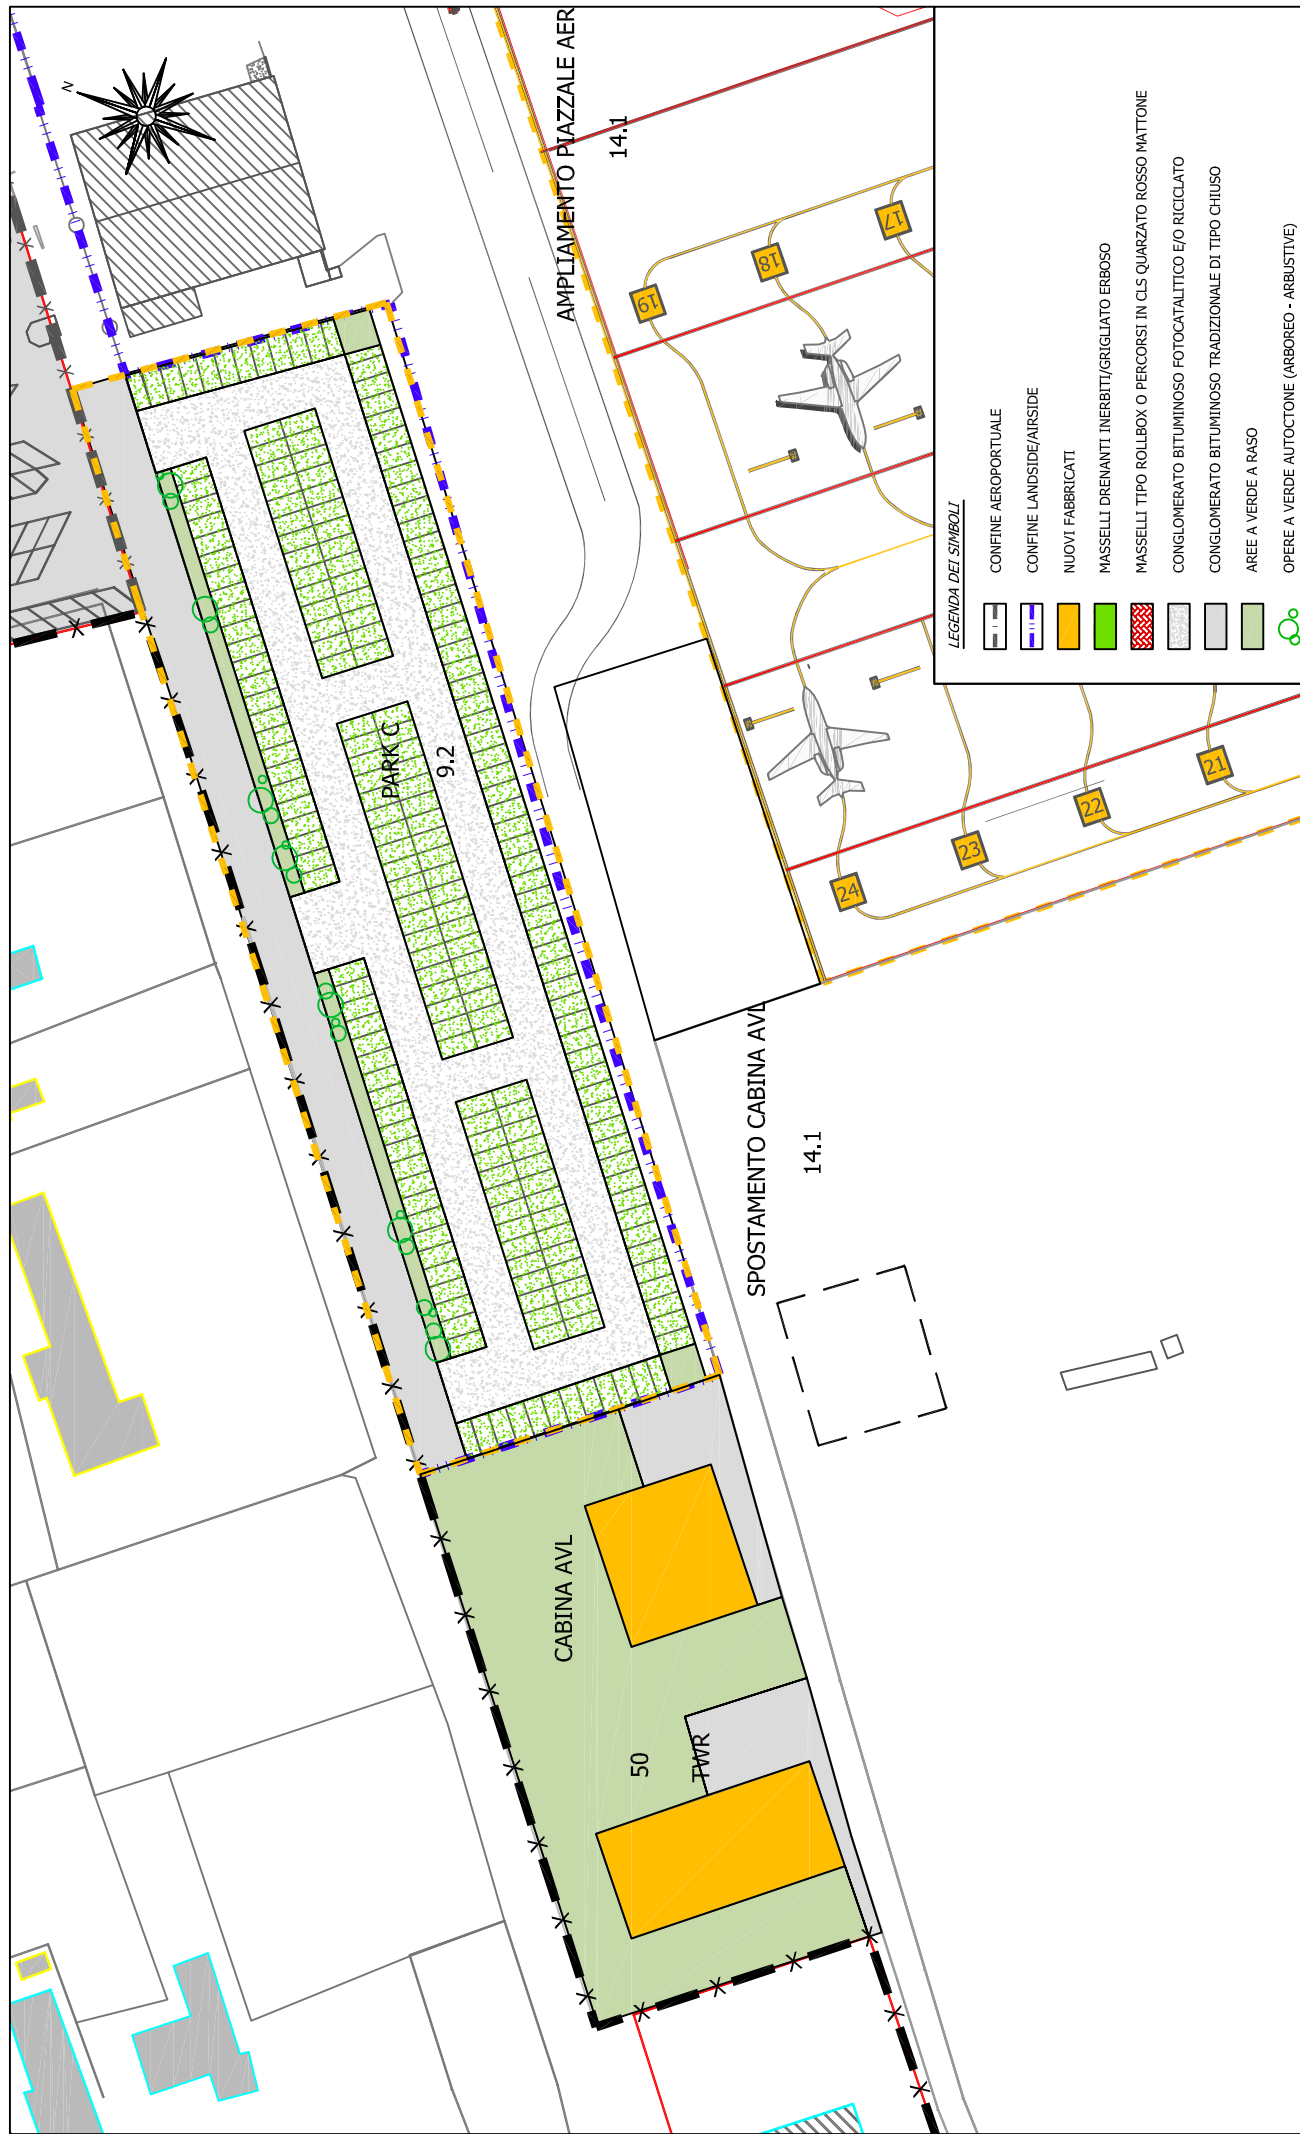 N
AMPLIAMENTO PIAZZALE AER
14.1
19
18
17
PARK C
9.2
24
23
22
21
SPOSTAMENTO CABINA AVL
14.1
CABINA AVL
50
TWR
LEGENDA DEI SIMBOLI
CONFINE AEROPORTUALE
CONFINE LANDSIDE/AIRSIDE
NUOVI FABBRICATI
MASSELLI DRENANTI INERBITI/GRIGLIATO ERBOSO
MASSELLI TIPO ROLLBOX O PERCORSI IN CLS QUARZATO ROSSO MATTONE
CONGLOMERATO BITUMINOSO FOTOCATALITICO E/O RICICLATO
CONGLOMERATO BITUMINOSO TRADIZIONALE DI TIPO CHIUSO
AREE A VERDE A RASO
OPERE A VERDE AUTOCTONE (ARBOREO - ARBUSTIVE)